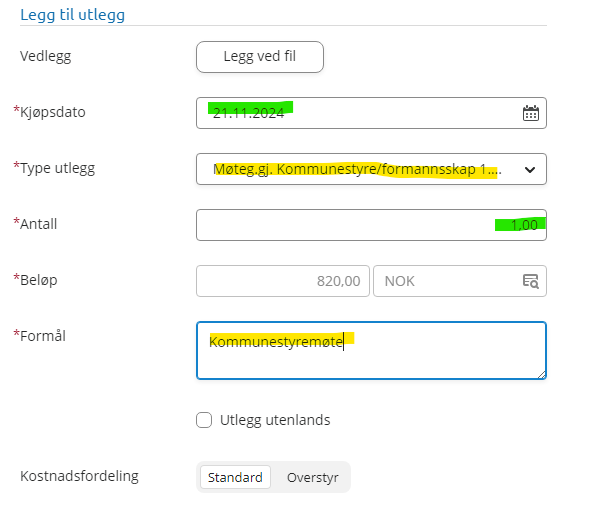 Legg til utlegg
Vedlegg
Legg ved fil
*Kjøpsdato
21.11.2024
*Type utlegg
Møteg.gj. Kommunestyre/formannsskap 1....
*Antall
1,00
*Beløp
820,00
NOK
*Formål
Kommunestyremøte
Utlegg utenlands
Kostnadsfordeling
Standard
Overstyr